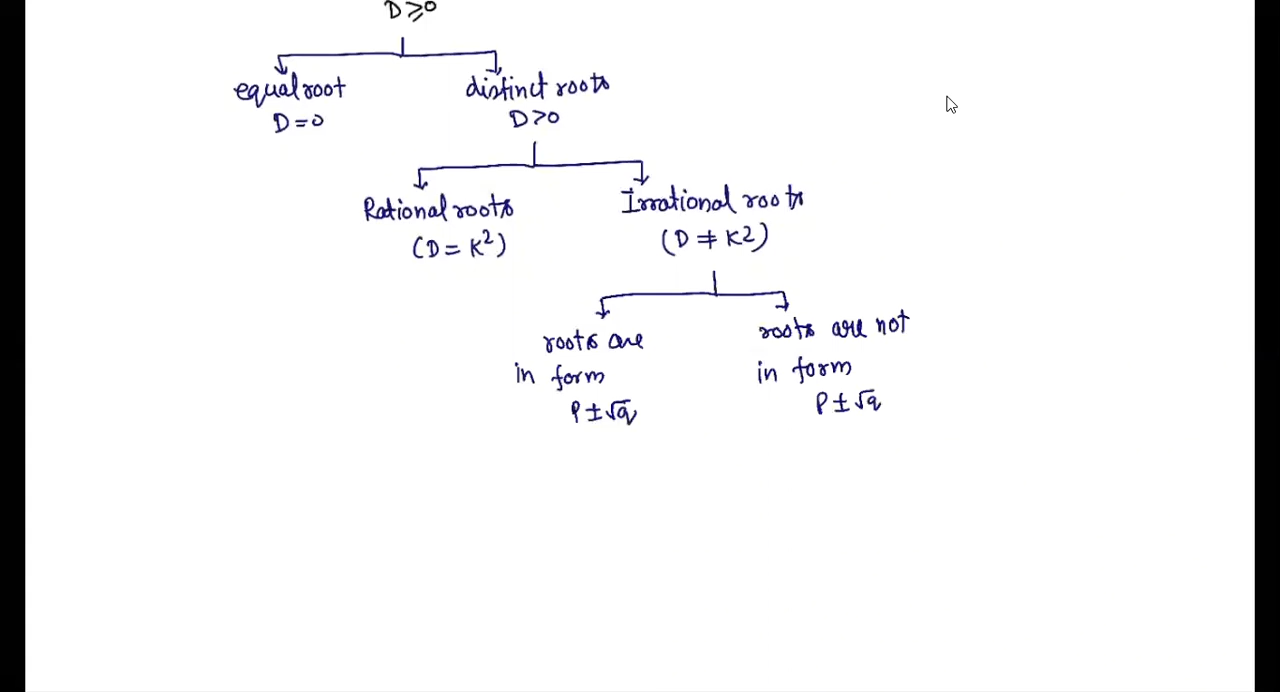 D ≥ 0
equal root
D = 0
distinct roots
D > 0
Rational roots
(D = K²)
Irrational roots
(D ≠ K2)
roots are
in form
P ± √q
roots are not
in form
P ± √q